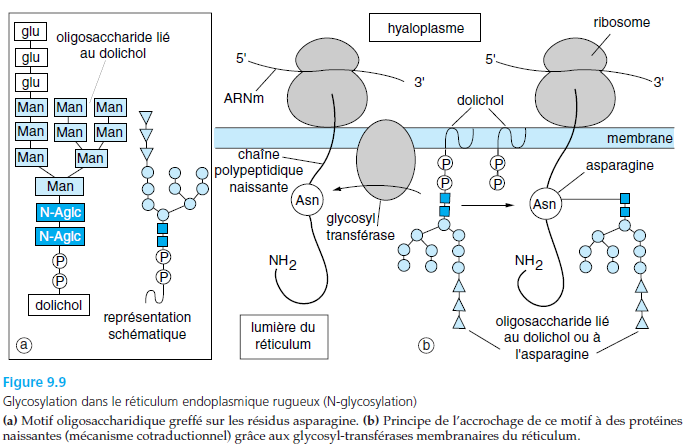 glu
glu
glu
oligosaccharide lié
au dolichol
Man Man Man
Man Man Man
Man Man
Man
N-Aglc
N-Aglc
P
P
dolichol
P
P
représentation
schématique
a
hyaloplasme
ribosome
5'
3'
ARNm
5'
3'
dolichol
membrane
chaîne
polypeptidique
naissante
P
P
P
P
asparagine
Asn
glycosyl
transférase
Asn
NH2
NH2
lumière du
réticulum
b
oligosaccharide lié
au dolichol ou à
l'asparagine
Figure 9.9
Glycosylation dans le réticulum endoplasmique rugueux (N-glycosylation)
(a) Motif oligosaccharidique greffé sur les résidus asparagine. (b) Principe de l'accrochage de ce motif à des protéines
naissantes (mécanisme cotraductionnel) grâce aux glycosyl-transférases membranaires du réticulum.